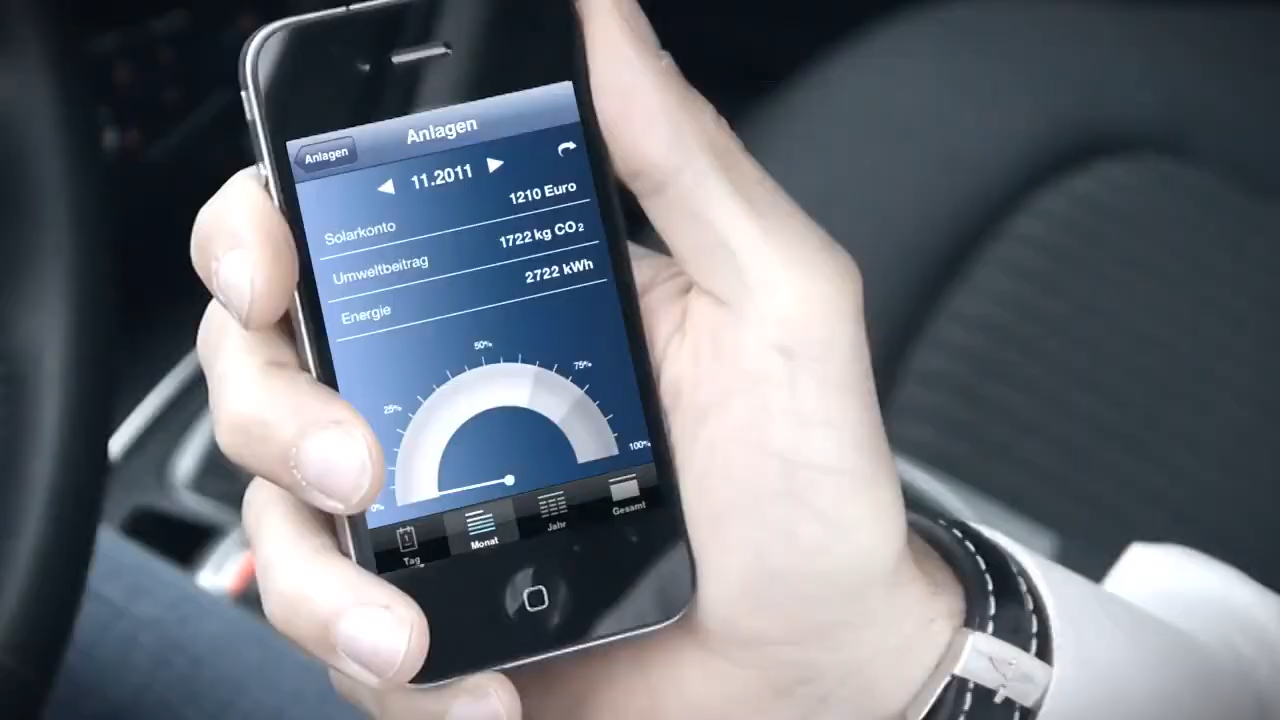 Anlagen
Anlagen
11.2011
Solarkonto 1210 Euro
Umweltbeitrag 1722 kg CO₂
Energie 2722 kWh
0%
25%
50%
75%
100%
1
Tag
Monat
Jahr
Gesamt